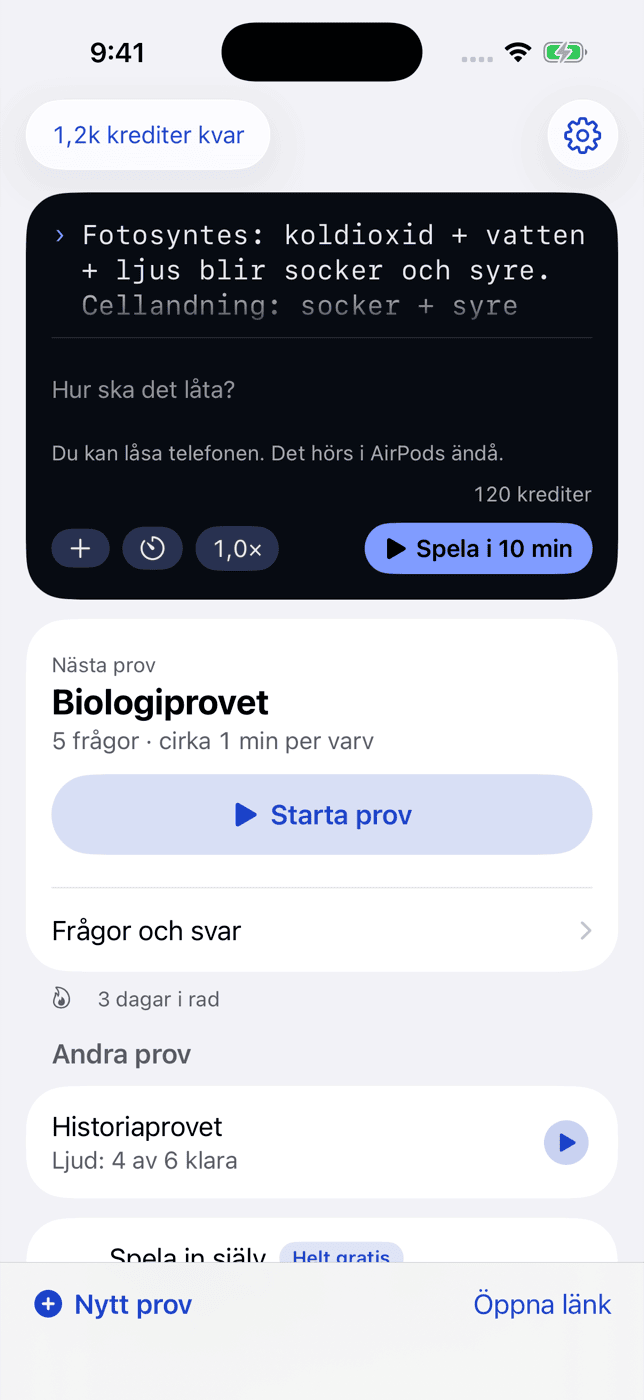 9:41
1,2k krediter kvar
› Fotosyntes: koldioxid + vatten
+ ljus blir socker och syre.
Cellandning: socker + syre
Hur ska det låta?
Du kan låsa telefonen. Det hörs i AirPods ändå.
120 krediter
1,0×
Spela i 10 min
Nästa prov
Biologiprovet
5 frågor · cirka 1 min per varv
Starta prov
Frågor och svar
3 dagar i rad
Andra prov
Historiaprovet
Ljud: 4 av 6 klara
Spela in själv Helt gratis
Nytt prov
Öppna länk